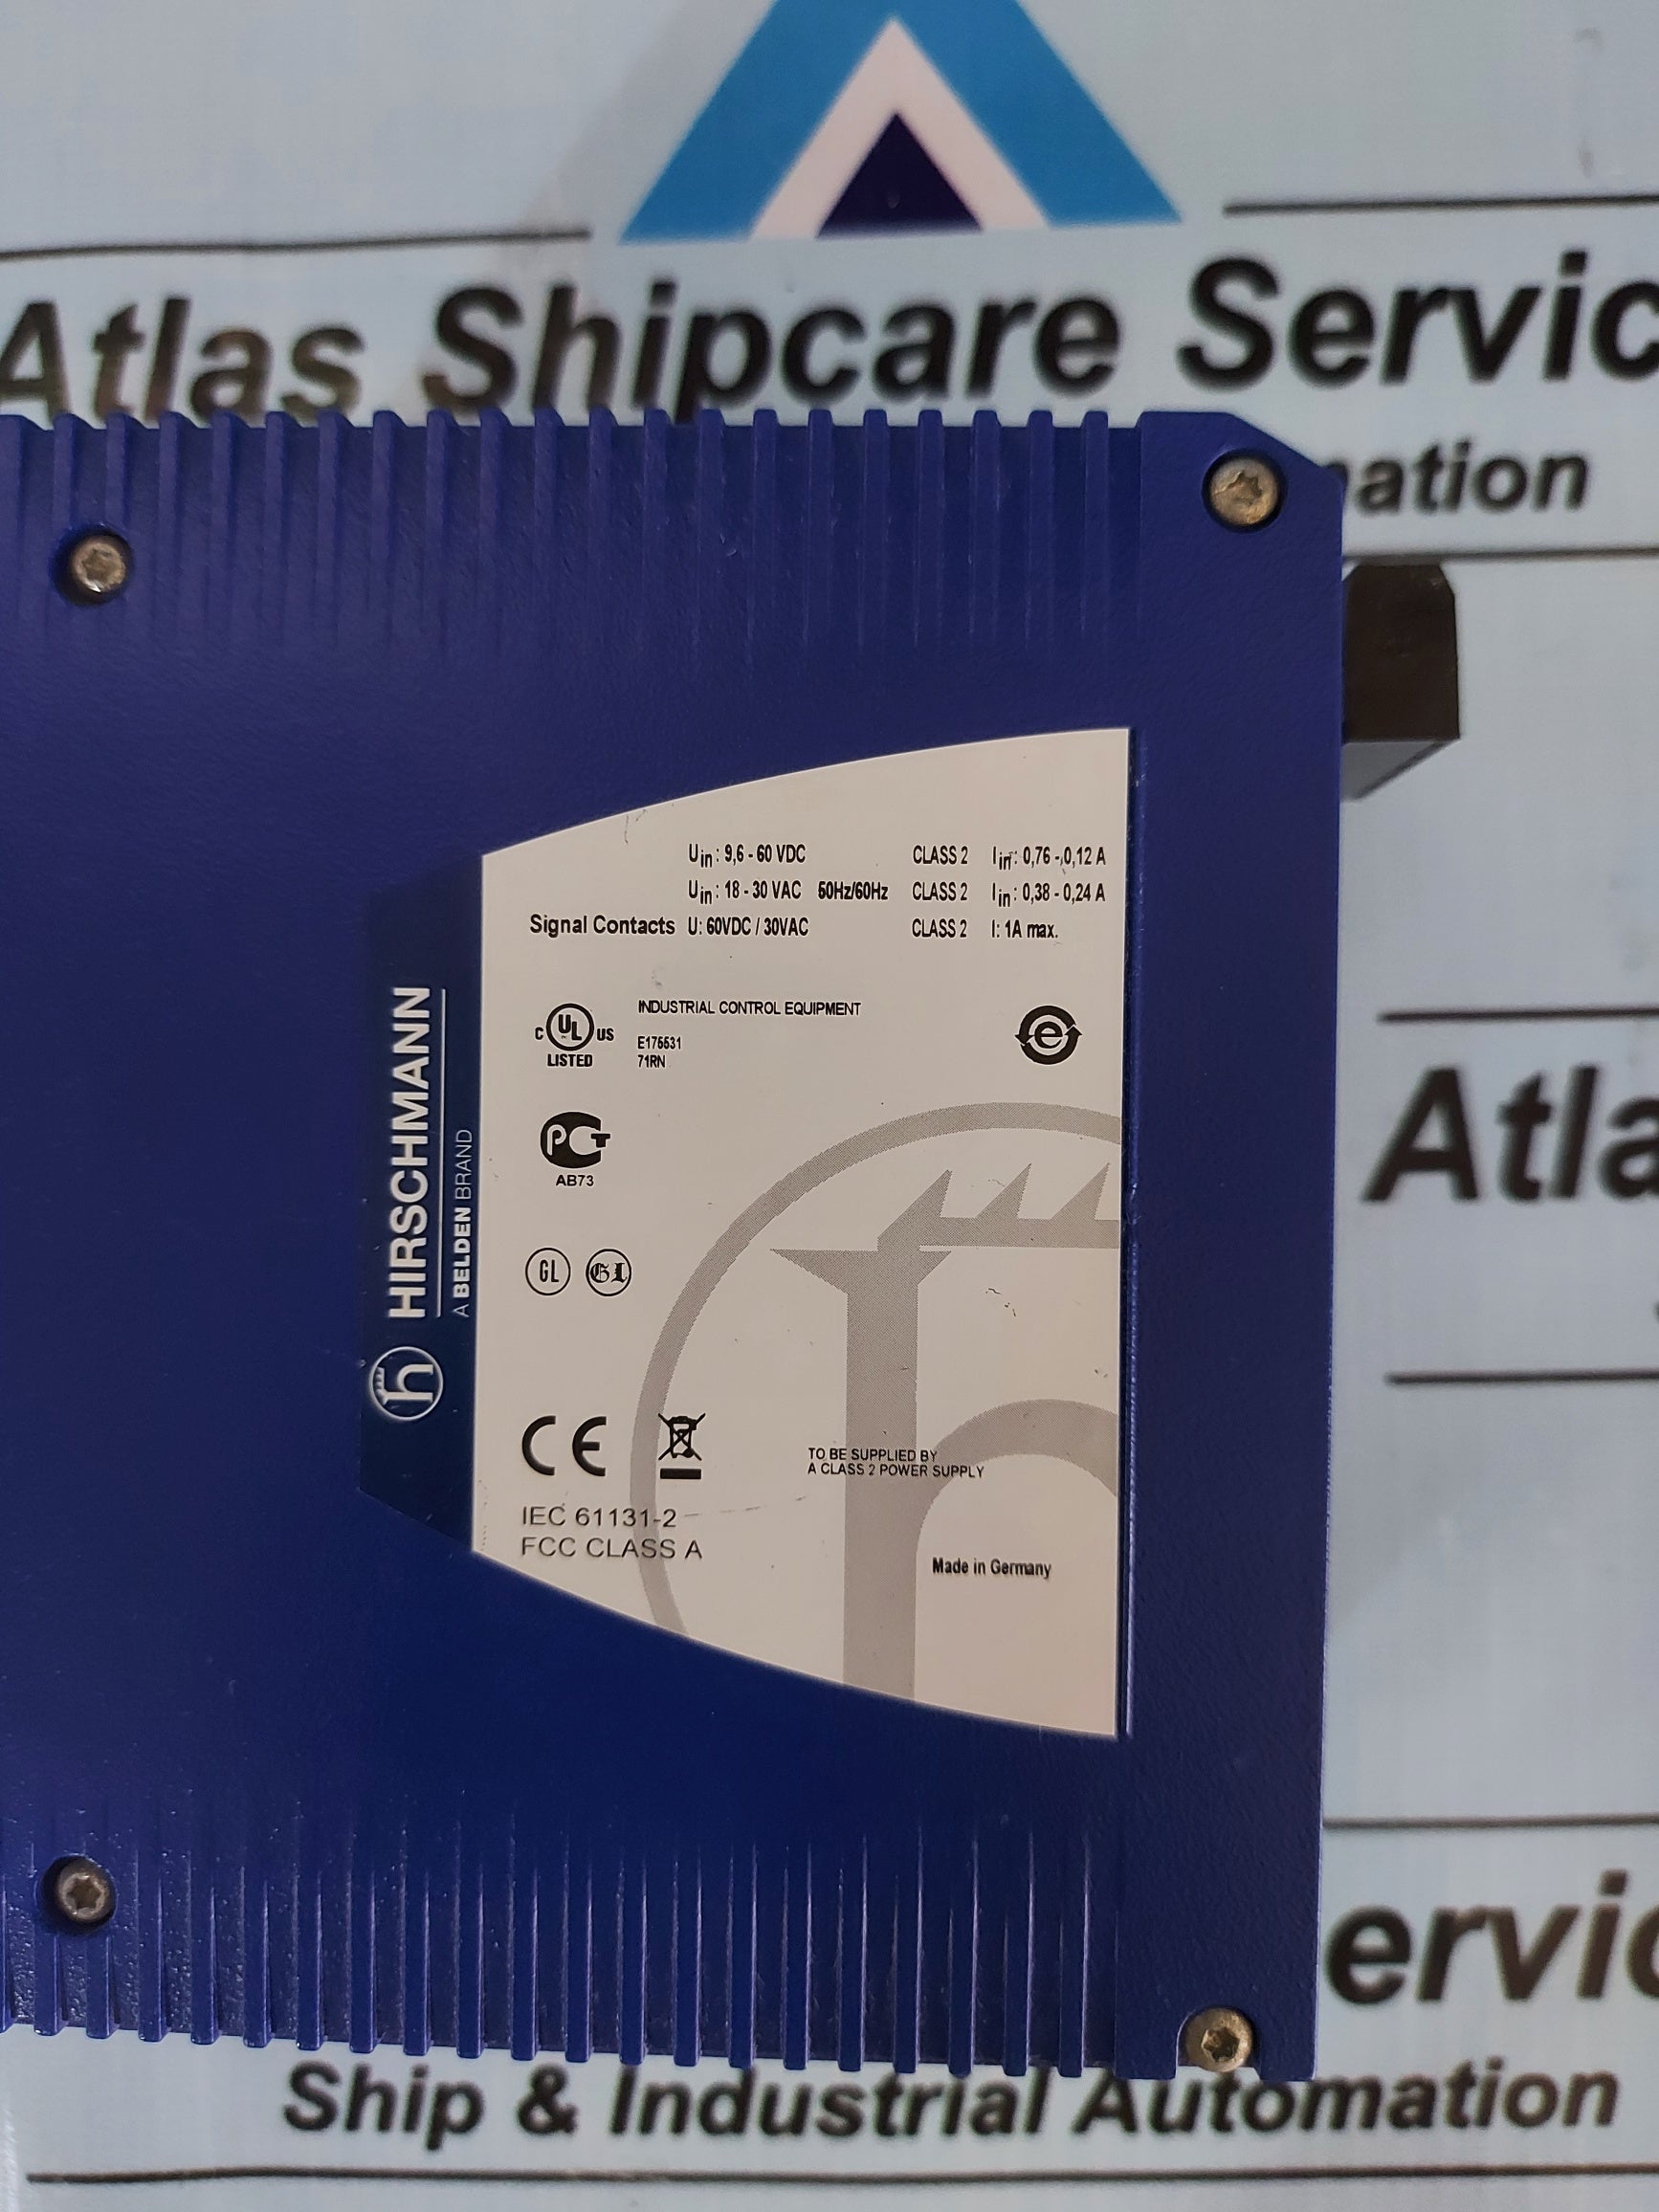 Atlas Shipcare Servic
ation
Uin: 9,6 - 60 VDC CLASS 2 Iin: 0,76 - 0,12 A
Uin: 18 - 30 VAC 50Hz/60Hz CLASS 2 Iin: 0,38 - 0,24 A
Signal Contacts U: 60VDC / 30VAC CLASS 2 I: 1A max.
HIRSCHMANN
A BELDEN BRAND
C UL US
LISTED
INDUSTRIAL CONTROL EQUIPMENT
E175531
71RN
e
PCT
AB73
GL GL
CE
TO BE SUPPLIED BY
A CLASS 2 POWER SUPPLY
IEC 61131-2
FCC CLASS A
Made in Germany
Atla
ervic
Ship & Industrial Automation